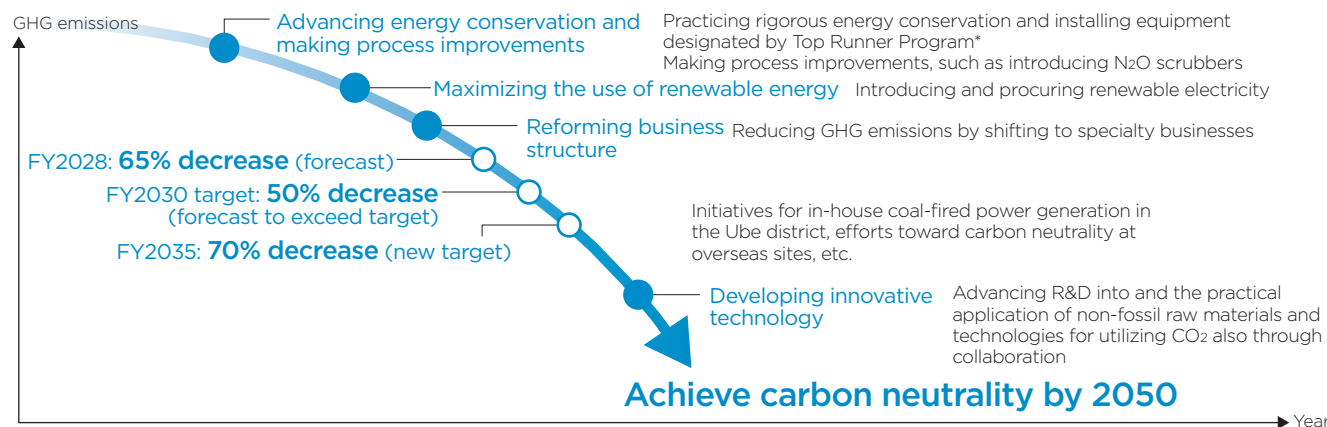 GHG emissions
Advancing energy conservation and
making process improvements
Practicing rigorous energy conservation and installing equipment
designated by Top Runner Program*
Making process improvements, such as introducing N2O scrubbers
Maximizing the use of renewable energy
Introducing and procuring renewable electricity
Reforming business
structure
Reducing GHG emissions by shifting to specialty businesses
FY2028: 65% decrease (forecast)
FY2030 target: 50% decrease
(forecast to exceed target)
FY2035: 70% decrease (new target)
Initiatives for in-house coal-fired power generation in
the Ube district, efforts toward carbon neutrality at
overseas sites, etc.
Developing innovative
technology
Advancing R&D into and the practical
application of non-fossil raw materials and
technologies for utilizing CO2 also through
collaboration
Achieve carbon neutrality by 2050
Year